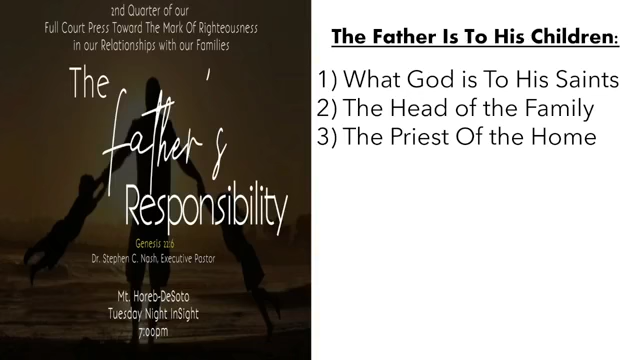 2nd Quarter of our
Full Court Press Toward The Mark Of Righteousness
in our Relationships with our Families
The
father's
Responsibility
Genesis 22:6
Dr. Stephen C. Nash, Executive Pastor
Mt. Horeb-DeSoto
Tuesday Night InSight
7:00pm
The Father Is To His Children:
1) What God is To His Saints
2) The Head of the Family
3) The Priest Of the Home